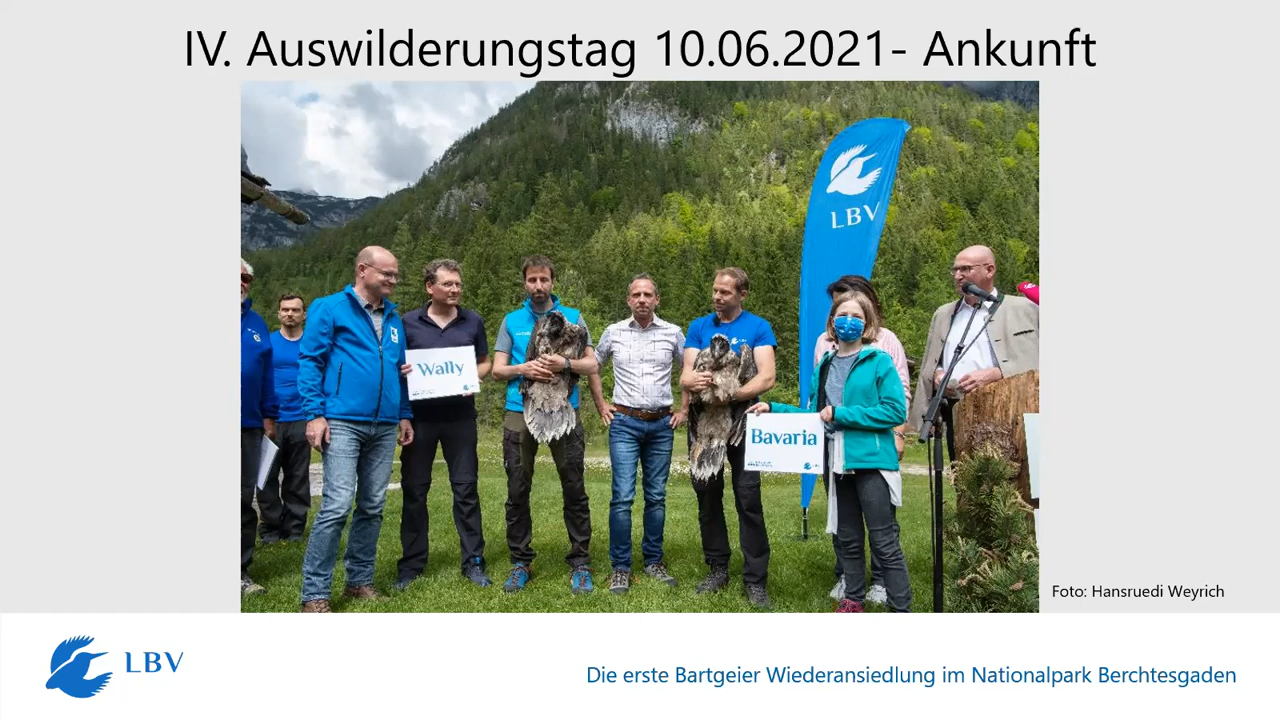 IV. Auswilderungstag 10.06.2021- Ankunft
LBV
Wally
Bavaria
LBV
Foto: Hansruedi Weyrich
LBV
Die erste Bartgeier Wiederansiedlung im Nationalpark Berchtesgaden